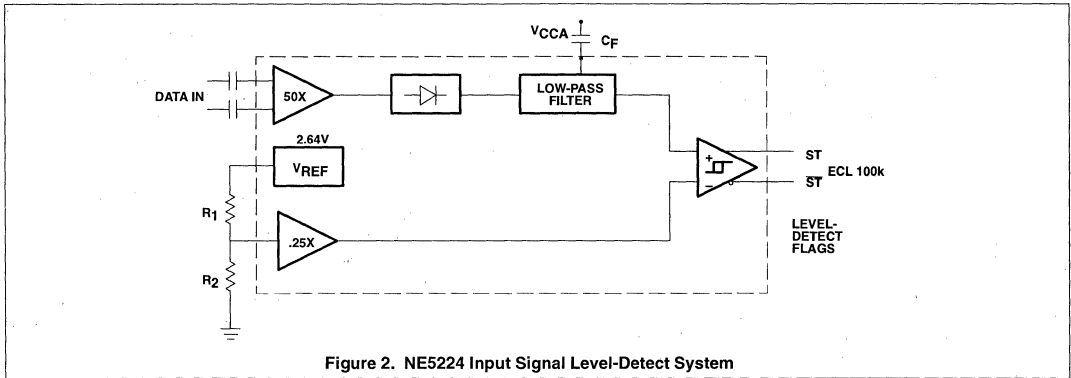 VCCA
CF
DATA IN
50X
LOW-PASS
FILTER
2.64V
VREF
R1
.25X
R2
+
−
ST
ECL 100k
S̅T̅
LEVEL-
DETECT
FLAGS
Figure 2. NE5224 Input Signal Level-Detect System